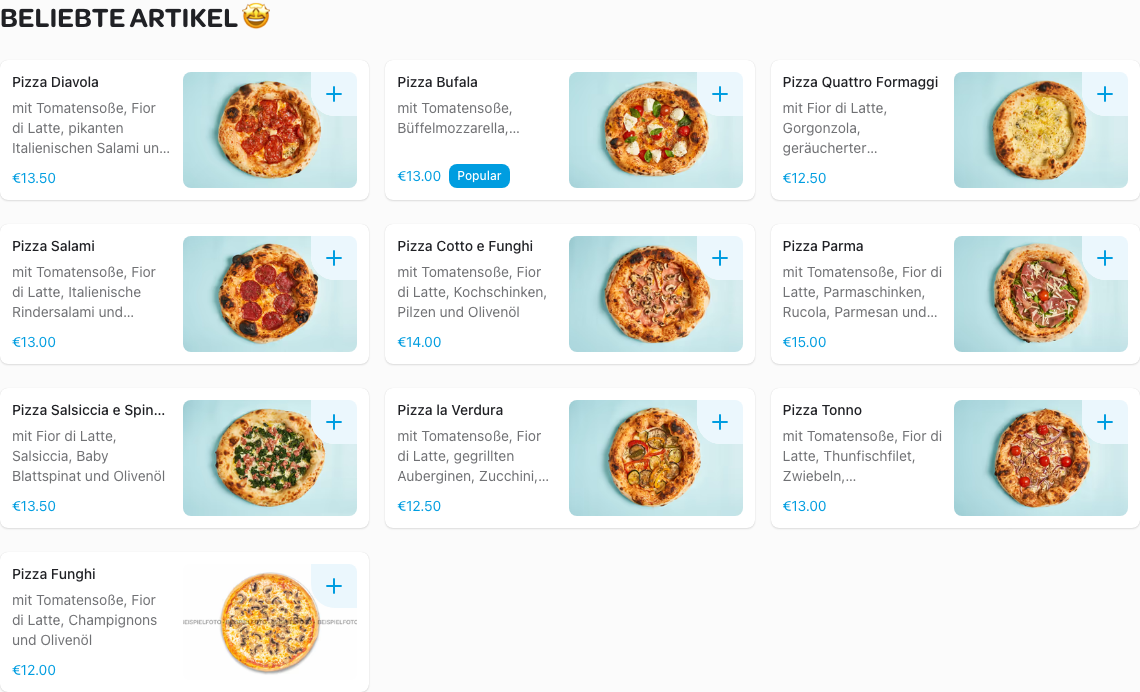 BELIEBTE ARTIKEL 🤩
Pizza Diavola
mit Tomatensoße, Fior
di Latte, pikanten
Italienischen Salami un...
€13.50
Pizza Bufala
mit Tomatensoße,
Büffelmozzarella,...
€13.00 Popular
Pizza Quattro Formaggi
mit Fior di Latte,
Gorgonzola,
geräucherter...
€12.50
Pizza Salami
mit Tomatensoße, Fior
di Latte, Italienische
Rindersalami und...
€13.00
Pizza Cotto e Funghi
mit Tomatensoße, Fior
di Latte, Kochschinken,
Pilzen und Olivenöl
€14.00
Pizza Parma
mit Tomatensoße, Fior di
Latte, Parmaschinken,
Rucola, Parmesan und...
€15.00
Pizza Salsiccia e Spin...
mit Fior di Latte,
Salsiccia, Baby
Blattspinat und Olivenöl
€13.50
Pizza la Verdura
mit Tomatensoße, Fior
di Latte, gegrillten
Auberginen, Zucchini,...
€12.50
Pizza Tonno
mit Tomatensoße, Fior di
Latte, Thunfischfilet,
Zwiebeln,...
€13.00
Pizza Funghi
mit Tomatensoße, Fior
di Latte, Champignons
und Olivenöl
€12.00
BEISPIELFOTO